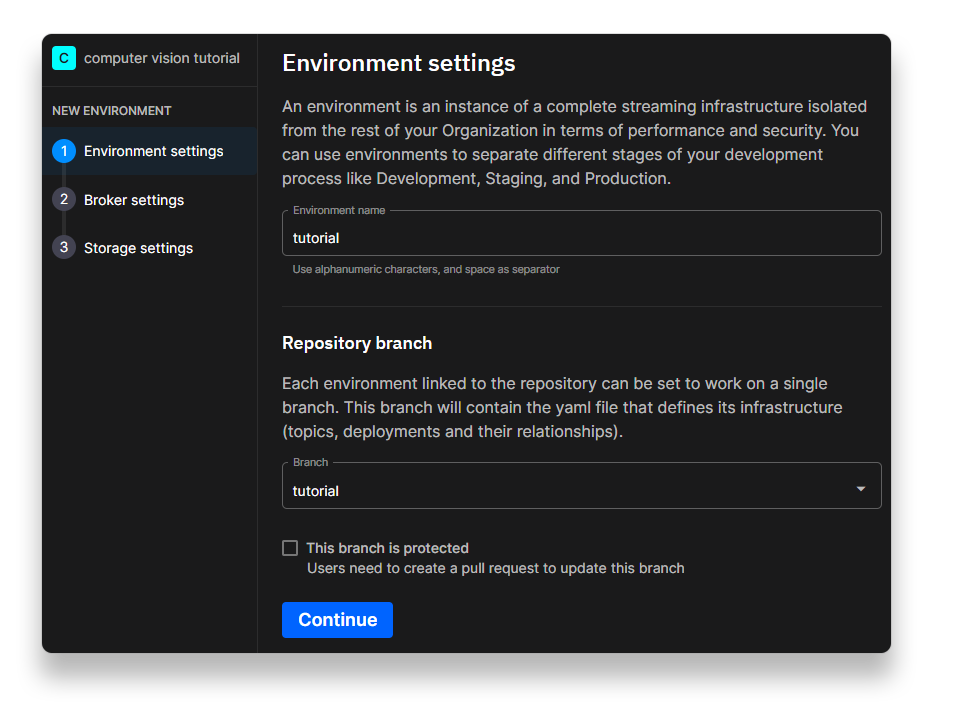 C computer vision tutorial
NEW ENVIRONMENT
1 Environment settings
2 Broker settings
3 Storage settings
Environment settings
An environment is an instance of a complete streaming infrastructure isolated
from the rest of your Organization in terms of performance and security. You
can use environments to separate different stages of your development
process like Development, Staging, and Production.
Environment name
tutorial
Use alphanumeric characters, and space as separator
Repository branch
Each environment linked to the repository can be set to work on a single
branch. This branch will contain the yaml file that defines its infrastructure
(topics, deployments and their relationships).
Branch
tutorial
This branch is protected
Users need to create a pull request to update this branch
Continue